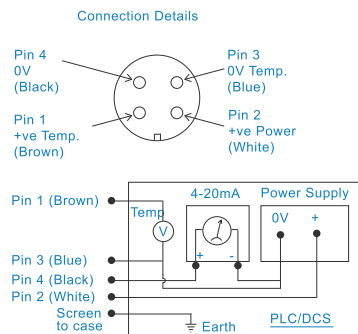 Connection Details
Pin 4
0V
(Black)
Pin 3
0V Temp.
(Blue)
Pin 1
+ve Temp.
(Brown)
Pin 2
+ve Power
(White)
Pin 1 (Brown)
4-20mA
Power Supply
Temp
V
0V
+
Pin 3 (Blue)
Pin 4 (Black)
+
-
Pin 2 (White)
Screen
to case
Earth
PLC/DCS